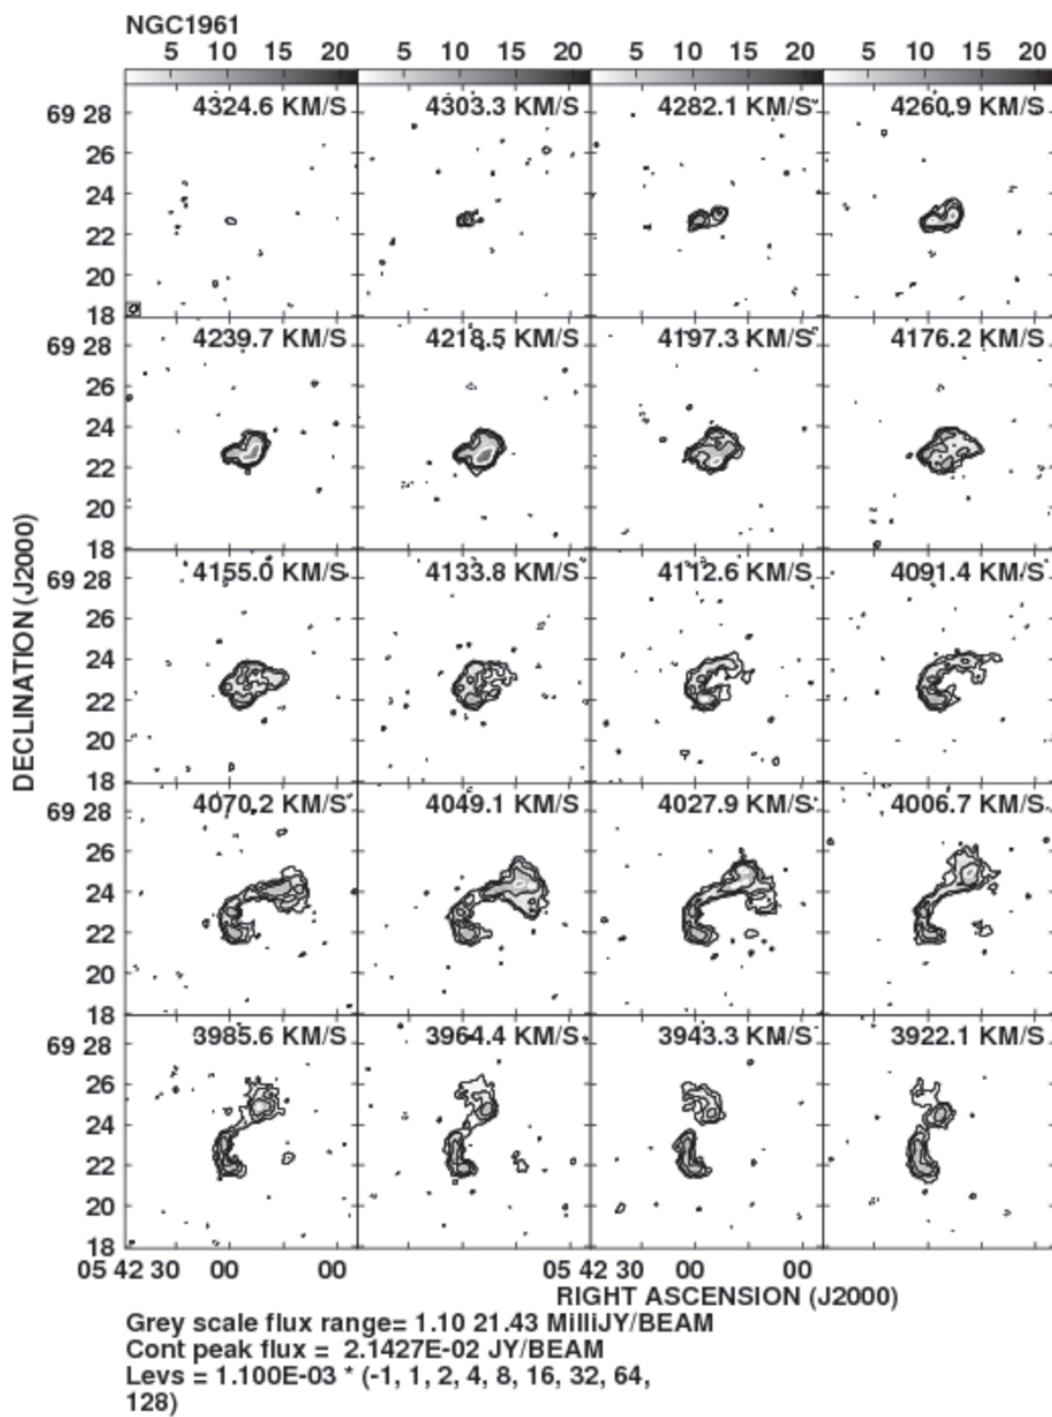 NGC1961
5 10 15 20 5 10 15 20 5 10 15 20 5 10 15 20
4324.6 KM/S 4303.3 KM/S 4282.1 KM/S 4260.9 KM/S
69 28
26
24
22
20
18
4239.7 KM/S 4218.5 KM/S 4197.3 KM/S 4176.2 KM/S
69 28
26
24
22
20
18
DECLINATION (J2000)
4155.0 KM/S 4133.8 KM/S 4112.6 KM/S 4091.4 KM/S
69 28
26
24
22
20
18
4070.2 KM/S 4049.1 KM/S 4027.9 KM/S 4006.7 KM/S
69 28
26
24
22
20
18
3985.6 KM/S 3964.4 KM/S 3943.3 KM/S 3922.1 KM/S
69 28
26
24
22
20
18
05 42 30 00 00 05 42 30 00 00
RIGHT ASCENSION (J2000)
Grey scale flux range= 1.10 21.43 MilliJY/BEAM
Cont peak flux = 2.1427E-02 JY/BEAM
Levs = 1.100E-03 * (-1, 1, 2, 4, 8, 16, 32, 64,
128)